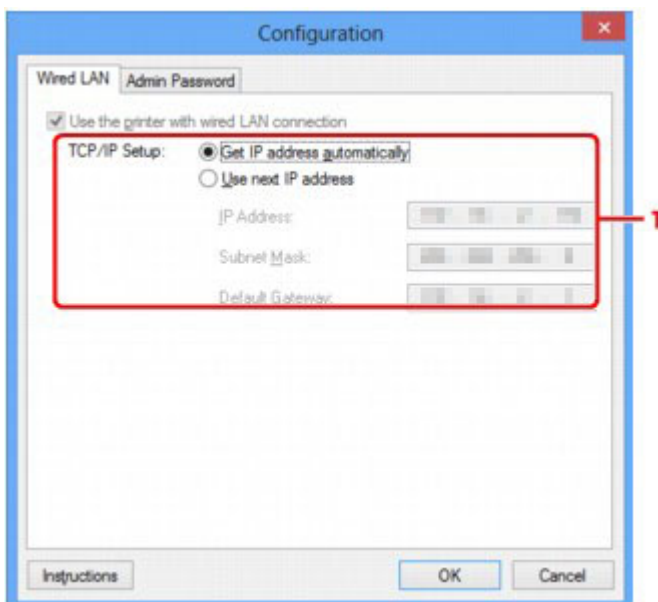 Configuration
Wired LAN Admin Password
Use the printer with wired LAN connection
TCP/IP Setup: Get IP address automatically
Use next IP address
IP Address:
Subnet Mask:
Default Gateway:
1
Instructions OK Cancel